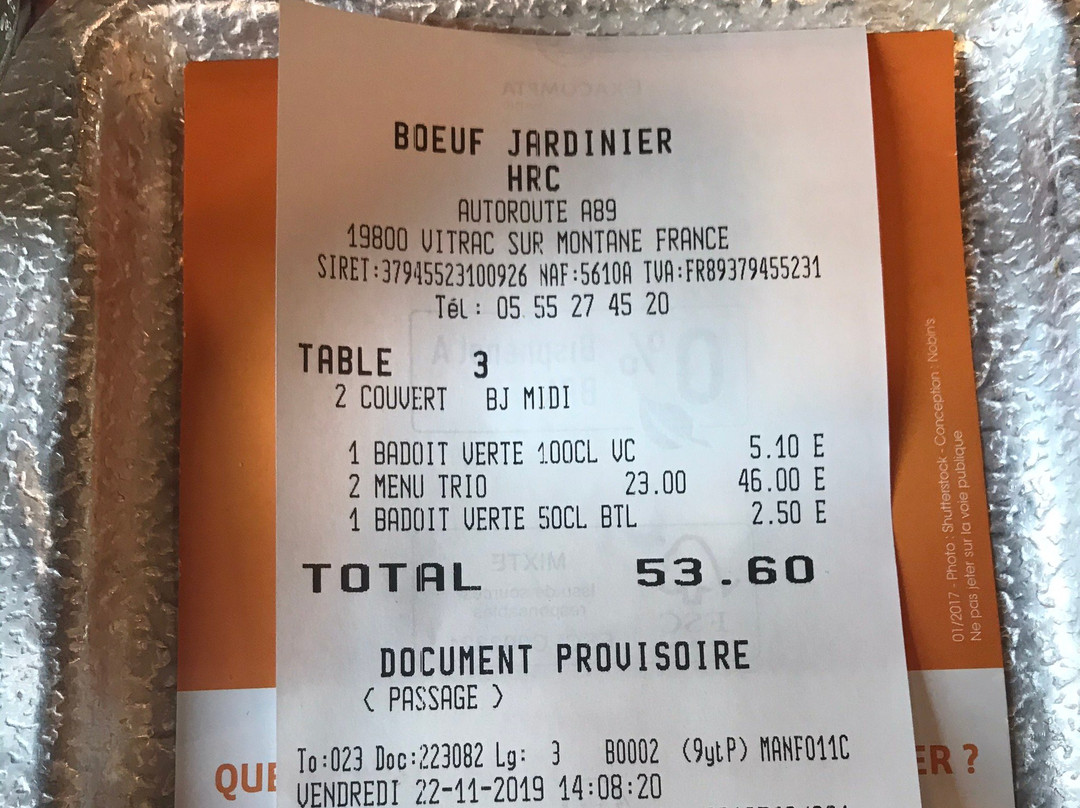 BOEUF JARDINIER
HRC
AUTOROUTE A89
19800 VITRAC SUR MONTANE FRANCE
SIRET:37945523100926 NAF:5610A TVA:FR89379455231
Tél: 05 55 27 45 20
TABLE 3
2 COUVERT BJ MIDI
1 BADOIT VERTE 100CL VC 5.10 E
2 MENU TRIO 23.00 46.00 E
1 BADOIT VERTE 50CL BTL 2.50 E
TOTAL 53.60
DOCUMENT PROVISOIRE
( PASSAGE )
To:023 Doc:223082 Lg: 3 B0002 (9ytP) MANF011C
VENDREDI 22-11-2019 14:08:20
01/2017 - Photo : Shutterstock - Conception : Nobin's
Ne pas jeter sur la voie publique
QUE
ER ?